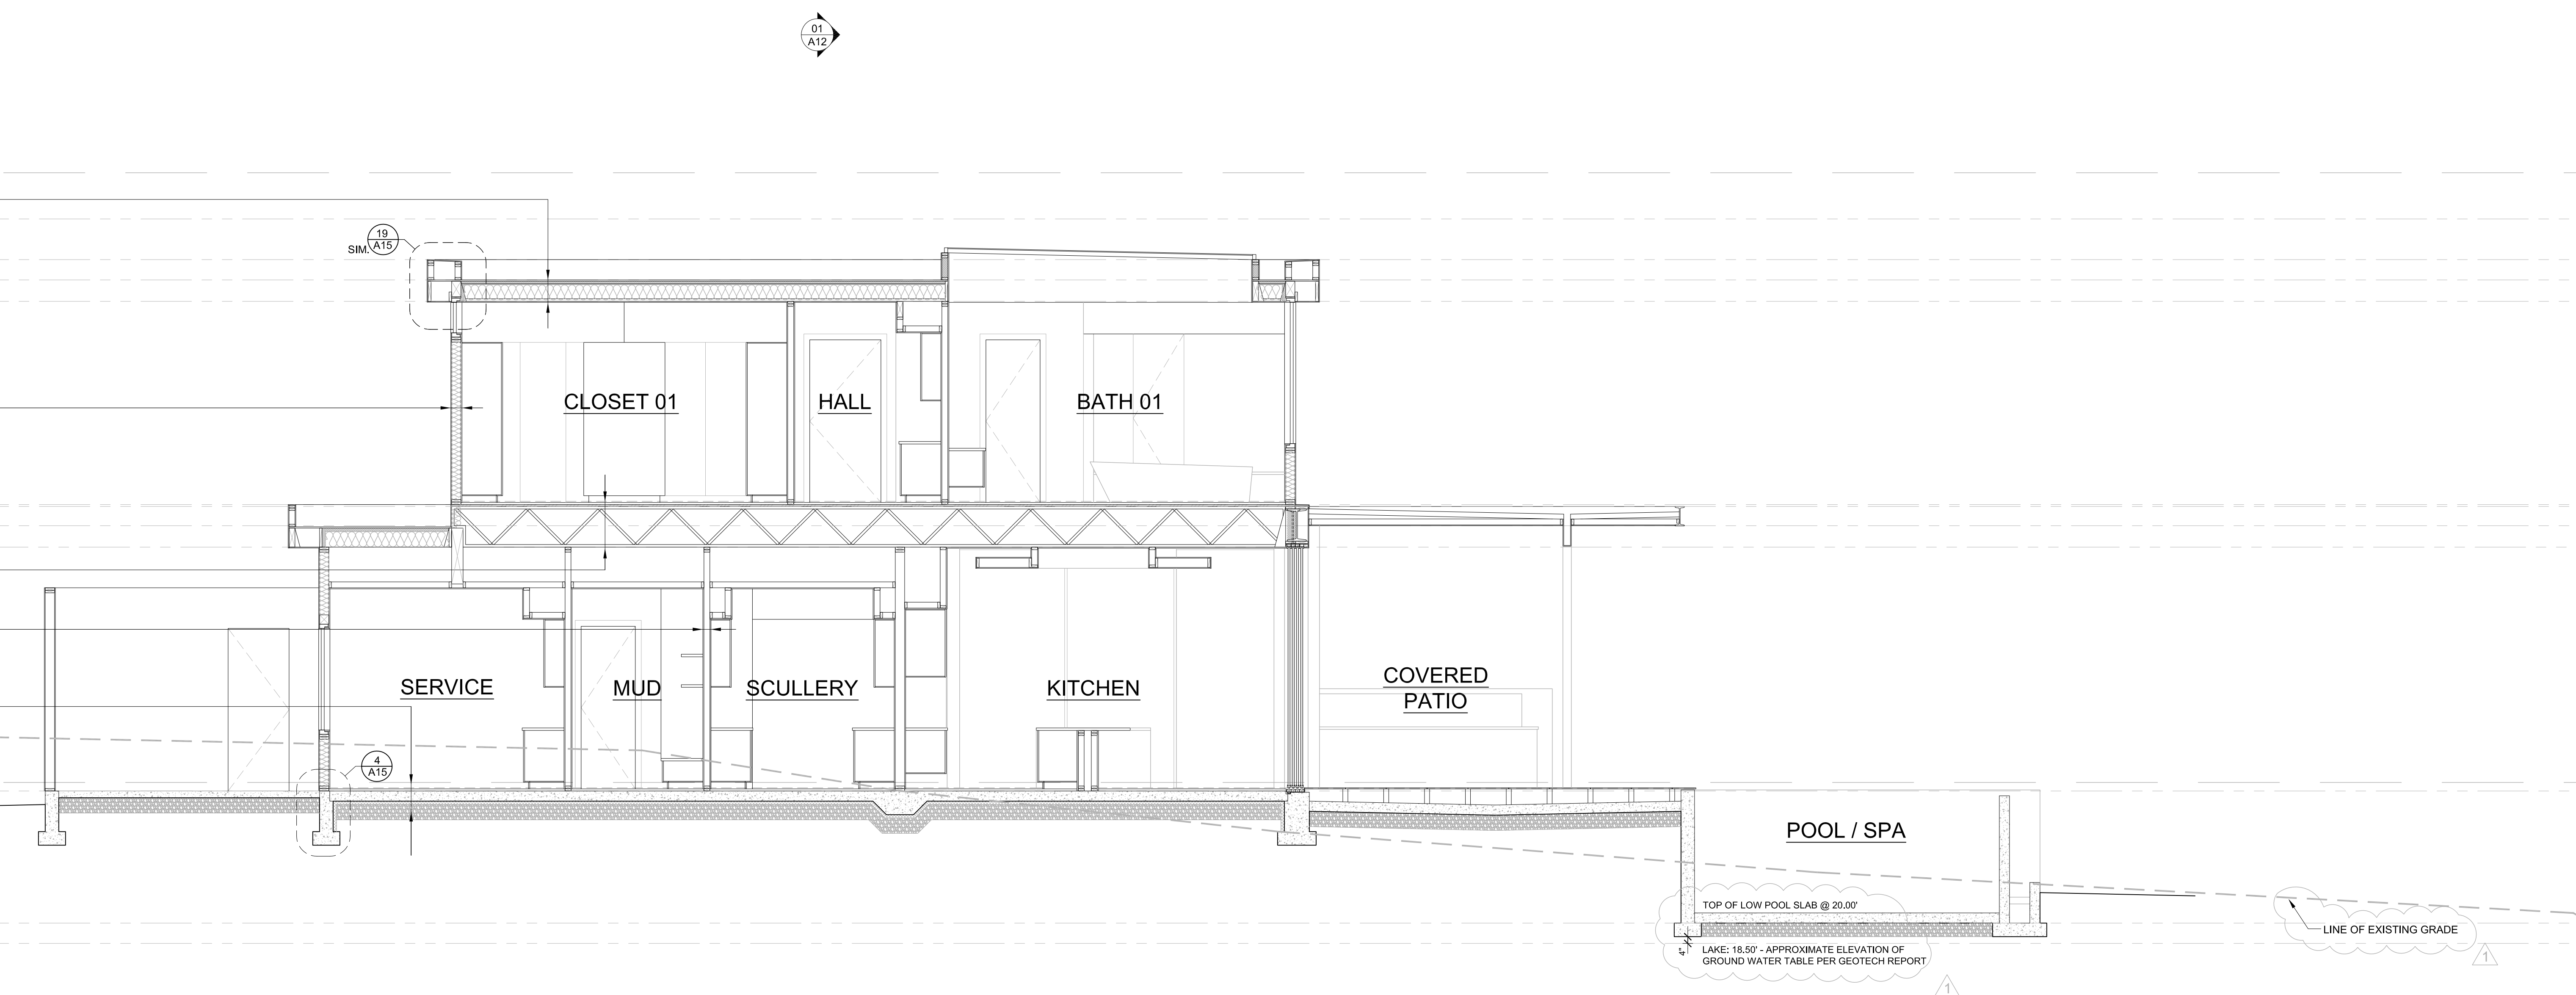 01
A12
19
A15
SIM.
CLOSET 01
HALL
BATH 01
SERVICE
MUD
SCULLERY
KITCHEN
COVERED
PATIO
4
A15
POOL / SPA
TOP OF LOW POOL SLAB @ 20.00'
LINE OF EXISTING GRADE
4"
LAKE: 18.50' - APPROXIMATE ELEVATION OF
GROUND WATER TABLE PER GEOTECH REPORT
1
1